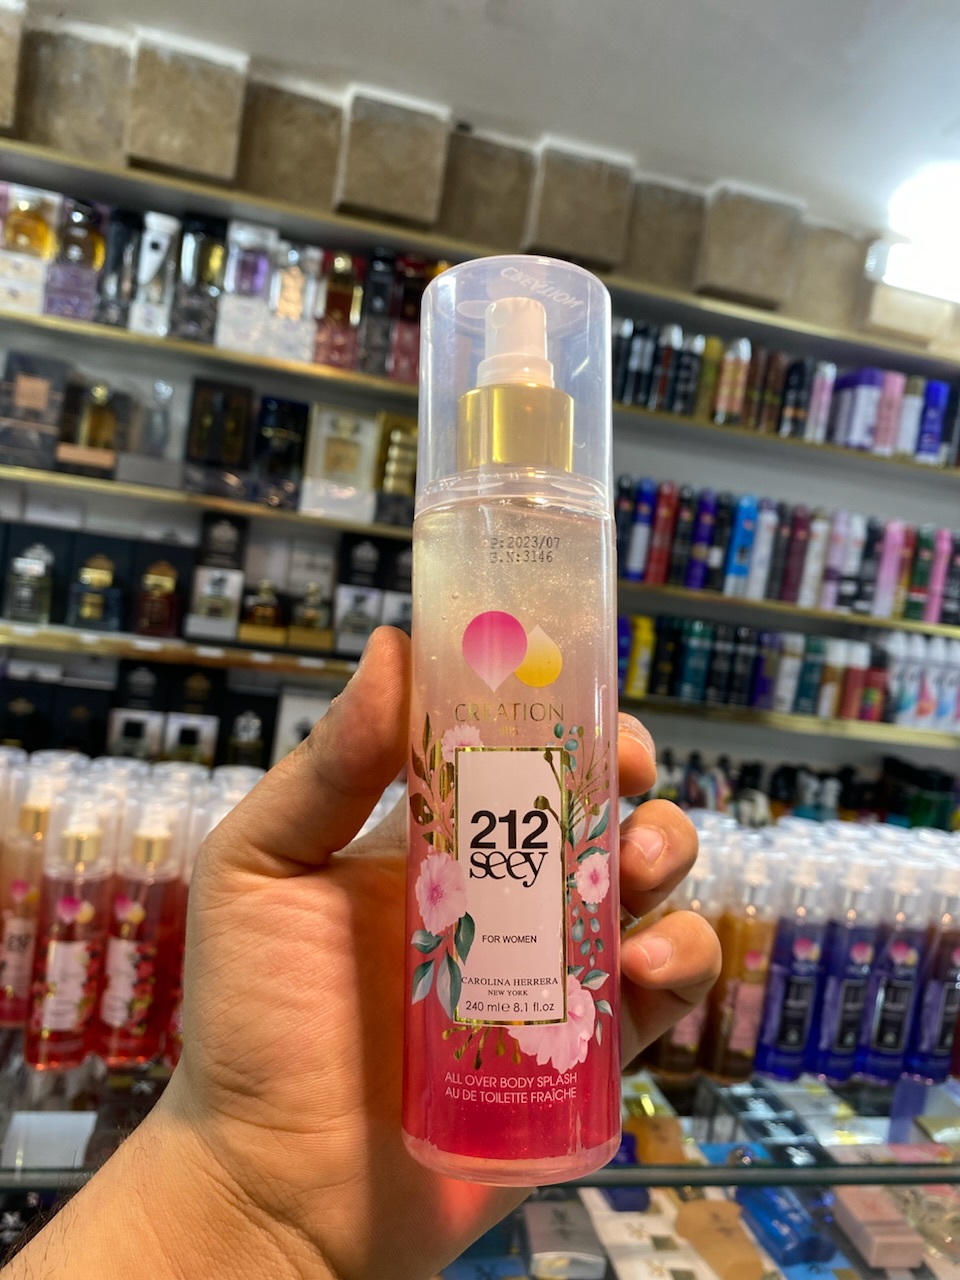 CREATION
P:2023/07
B.N:3146
CREATION
212
seey
FOR WOMEN
CAROLINA HERRERA
NEW YORK
240 ml℮ 8.1 fl.oz
ALL OVER BODY SPLASH
AU DE TOILETTE FRAÎCHE